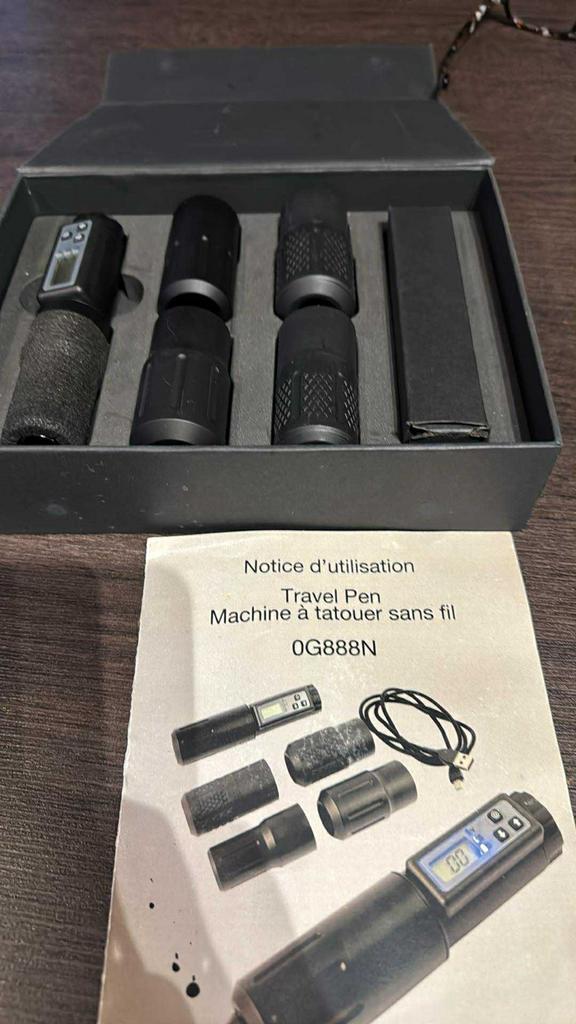 Notice d'utilisation
Travel Pen
Machine à tatouer sans fil
0G888N